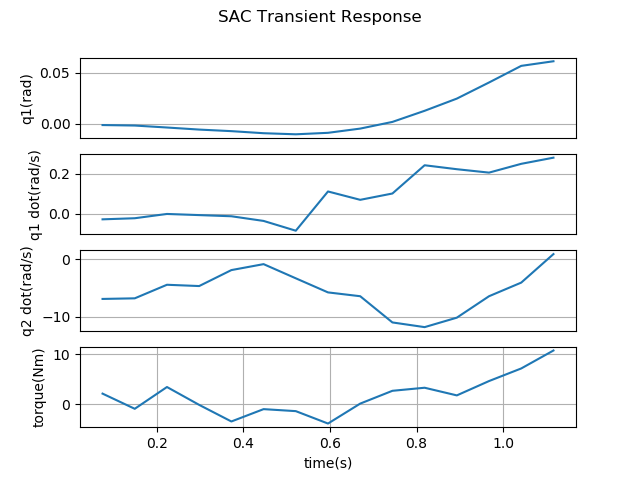 SAC Transient Response
q1(rad)
0.05
0.00
q1 dot(rad/s)
0.2
0.0
q2 dot(rad/s)
0
−10
torque(Nm)
10
0
0.2 0.4 0.6 0.8 1.0
time(s)